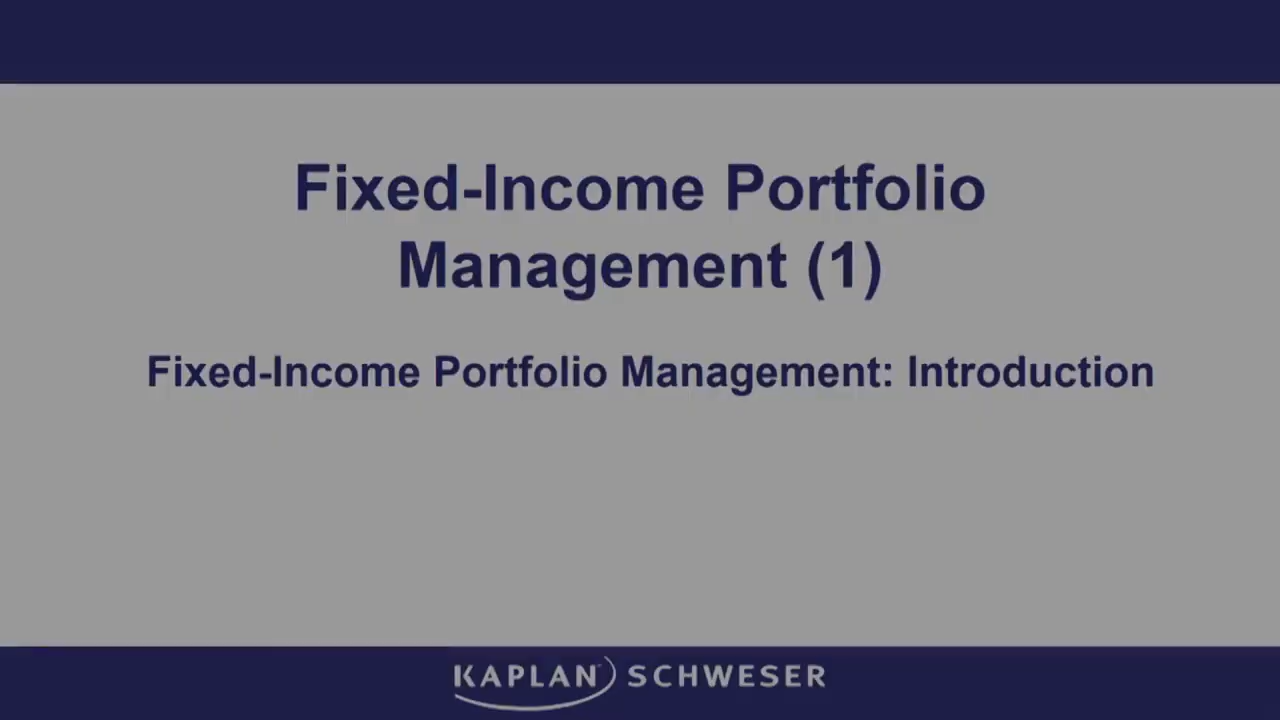 Fixed-Income Portfolio
Management (1)
Fixed-Income Portfolio Management: Introduction
KAPLAN SCHWESER